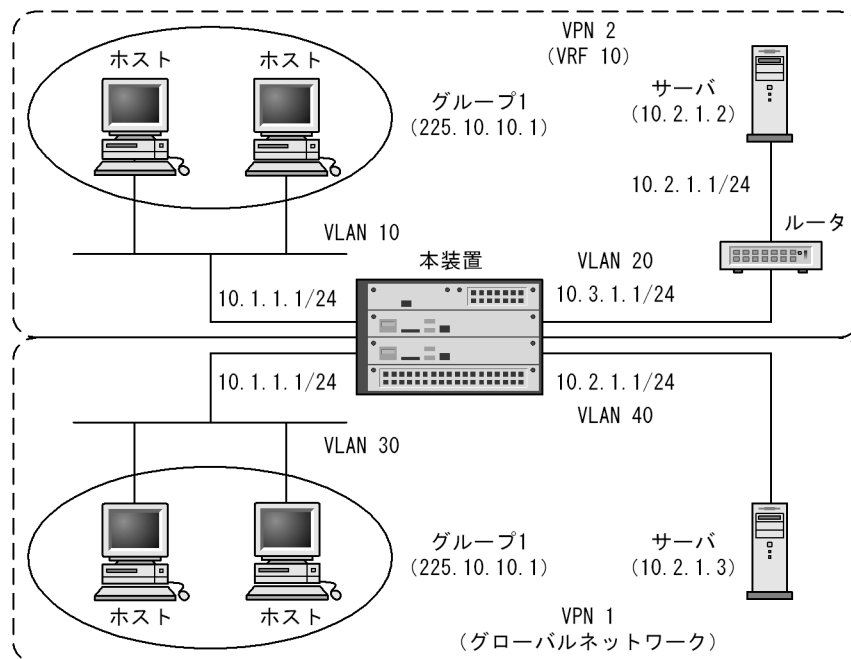 VPN 2
(VRF 10)
ホスト
ホスト
グループ1
(225.10.10.1)
サーバ
(10.2.1.2)
10.2.1.1/24
ルータ
VLAN 10
本装置
VLAN 20
10.1.1.1/24
10.3.1.1/24
10.1.1.1/24
10.2.1.1/24
VLAN 40
VLAN 30
グループ1
(225.10.10.1)
サーバ
(10.2.1.3)
ホスト
ホスト
VPN 1
(グローバルネットワーク)